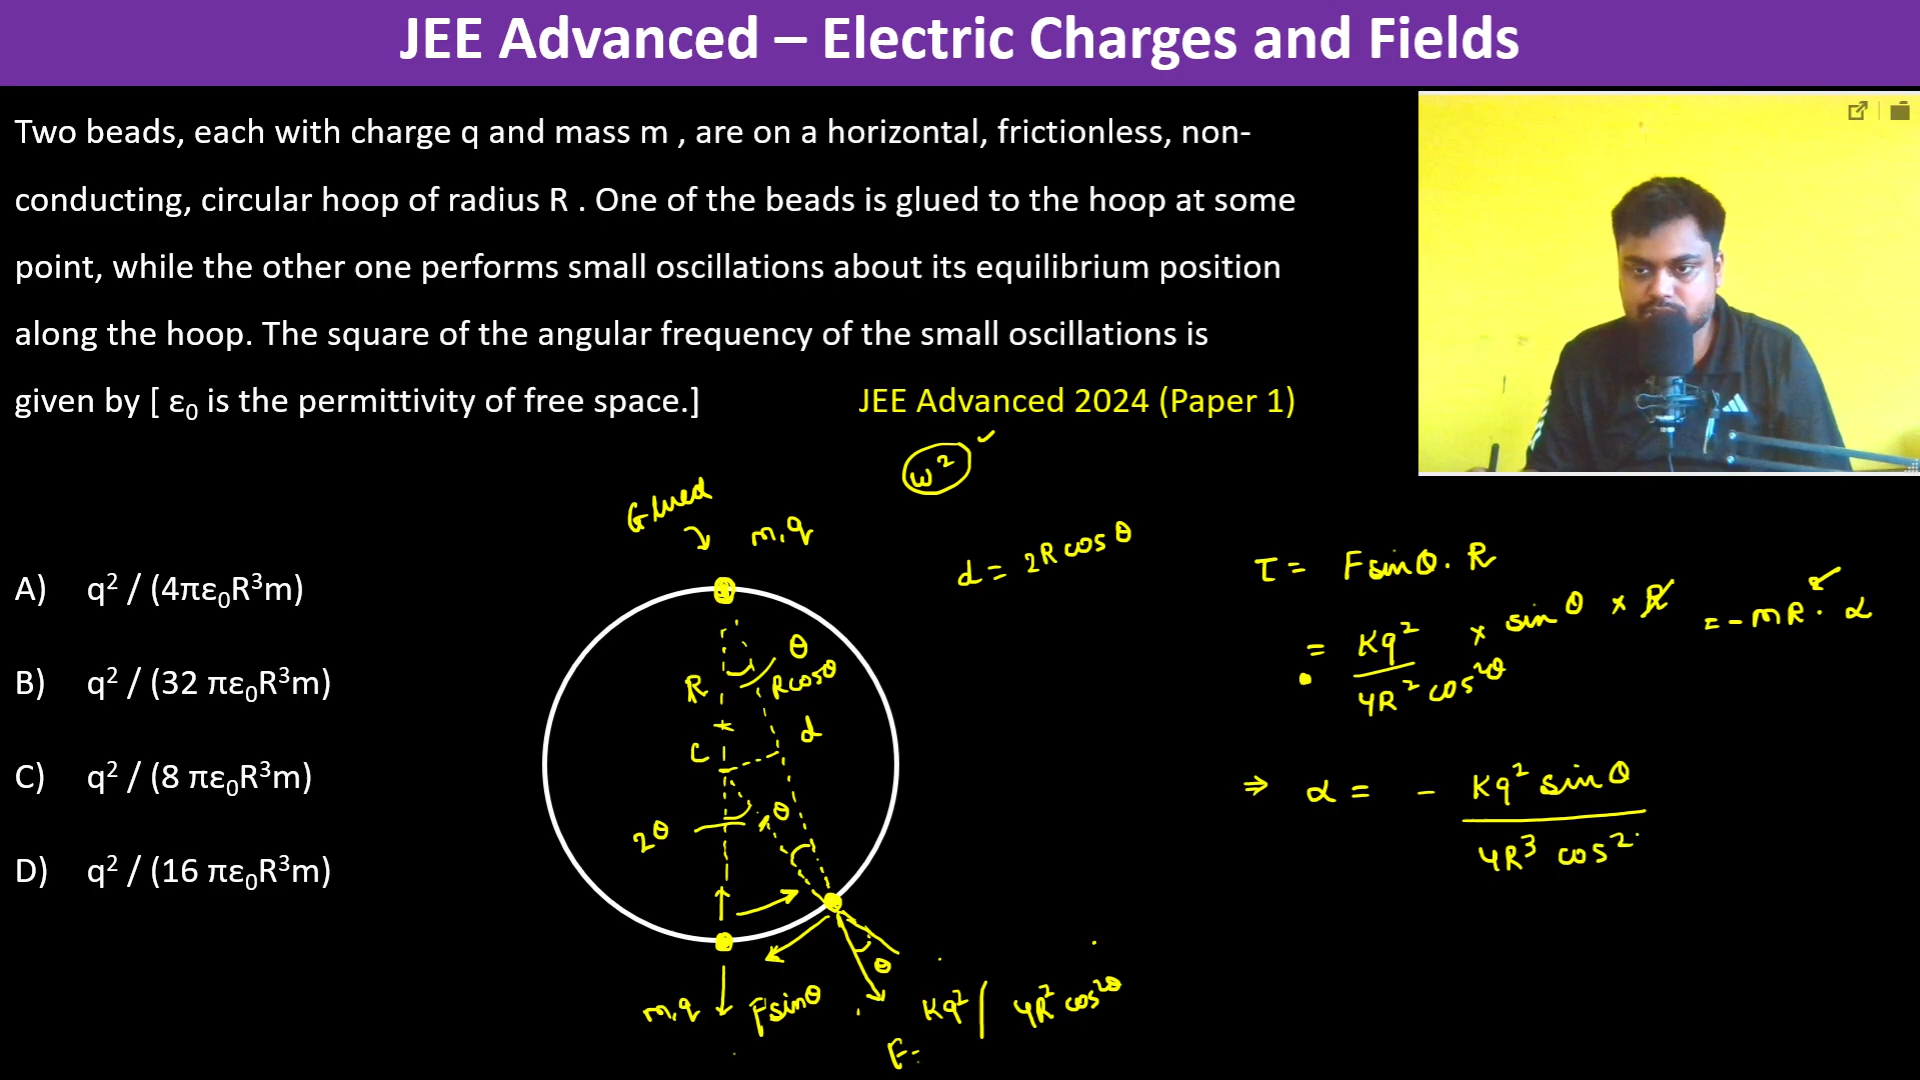 JEE Advanced – Electric Charges and Fields
Two beads, each with charge q and mass m , are on a horizontal, frictionless, non-
conducting, circular hoop of radius R . One of the beads is glued to the hoop at some
point, while the other one performs small oscillations about its equilibrium position
along the hoop. The square of the angular frequency of the small oscillations is
given by [ ε₀ is the permittivity of free space.] JEE Advanced 2024 (Paper 1)
ω²
Glued
m,q
d = 2R cos θ
A) q² / (4πε₀R³m)
B) q² / (32 πε₀R³m)
C) q² / (8 πε₀R³m)
D) q² / (16 πε₀R³m)
θ
R
R cosθ
C
d
2θ
θ
θ
m,q
F sinθ
F =
Kq² / 4R² cos²θ
τ = F sinθ . R
= Kq² / 4R² cos²θ × sin θ × R = - mR² . α
⇒ α = - Kq² sin θ / 4R³ cos²